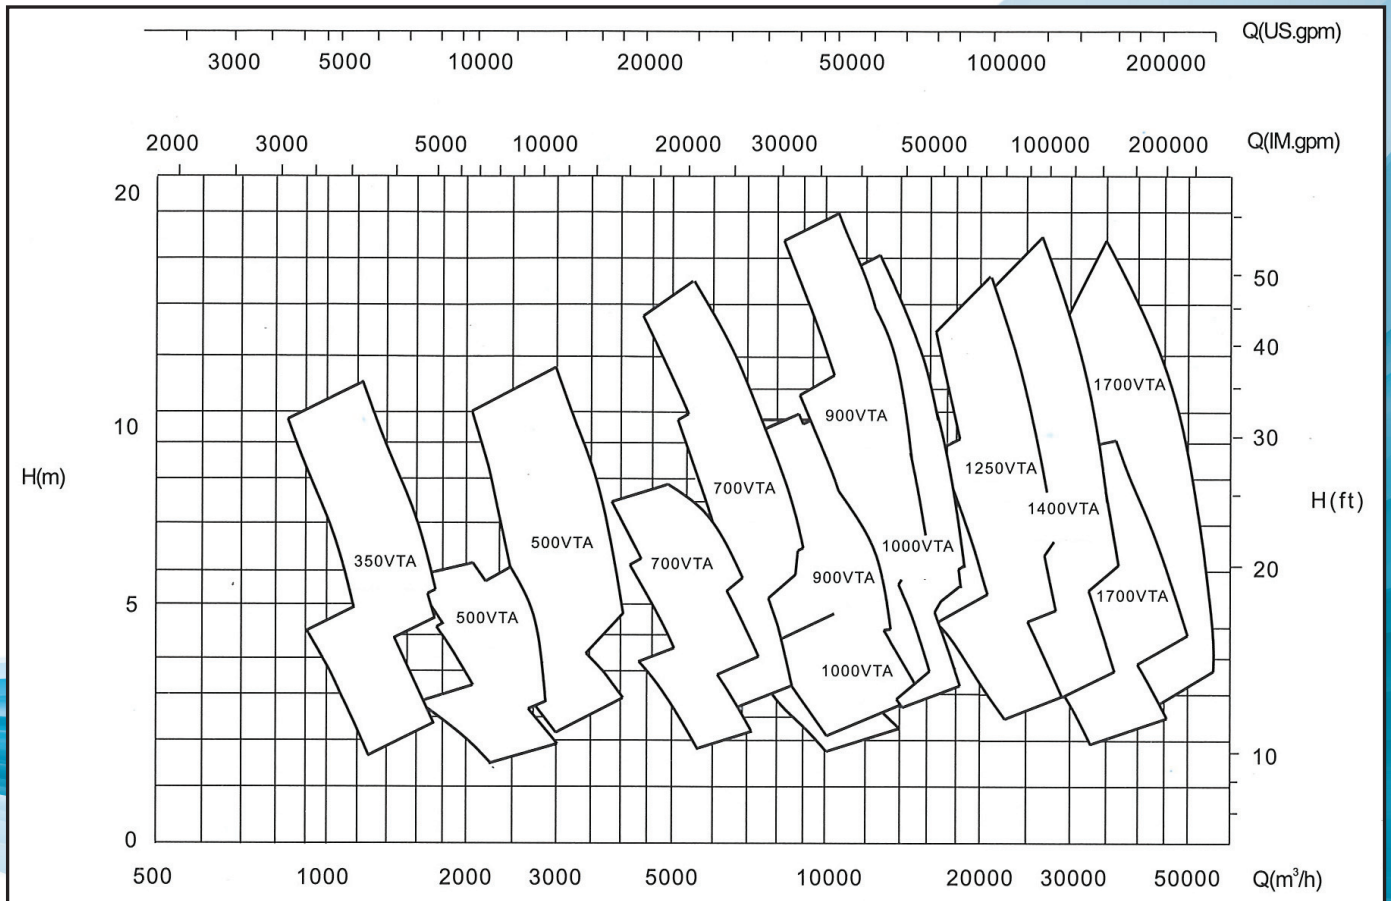 Q(US.gpm)
3000 5000 10000 20000 50000 100000 200000
2000 3000 5000 10000 20000 30000 50000 100000 200000 Q(IM.gpm)
20
50
40
1700VTA
900VTA
10
30
1250VTA
H(m)
700VTA
H(ft)
1400VTA
500VTA
1000VTA
350VTA
700VTA
20
900VTA
1700VTA
5
500VTA
1000VTA
10
0
500 1000 2000 3000 5000 10000 20000 30000 50000 Q(m³/h)